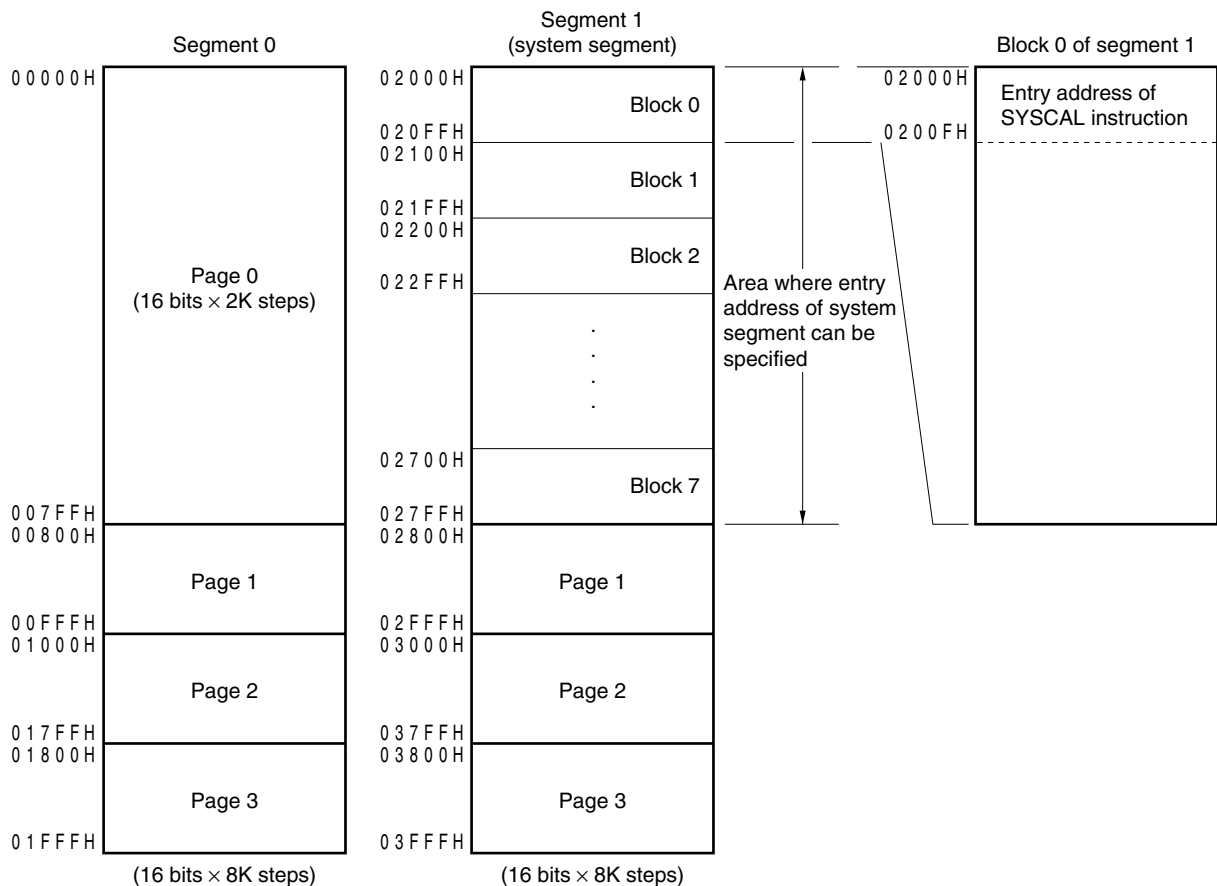 Segment 0
00000H
Page 0
(16 bits × 2K steps)
007FFH
00800H
Page 1
00FFFH
01000H
Page 2
017FFH
01800H
Page 3
01FFFH
(16 bits × 8K steps)
Segment 1
(system segment)
02000H
Block 0
020FFH
02100H
Block 1
021FFH
02200H
Block 2
022FFH
02700H
Block 7
027FFH
02800H
Page 1
02FFFH
03000H
Page 2
037FFH
03800H
Page 3
03FFFH
(16 bits × 8K steps)
Area where entry
address of system
segment can be
specified
Block 0 of segment 1
02000H
Entry address of
SYSCAL instruction
0200FH